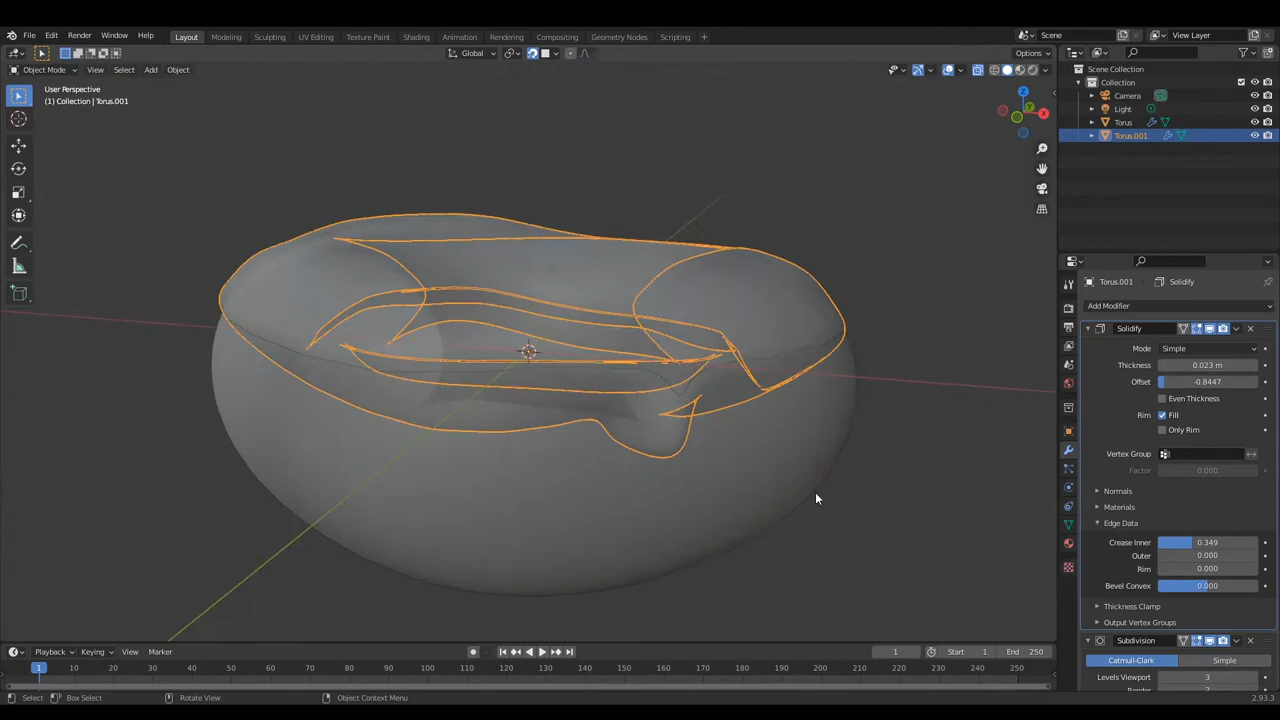 File Edit Render Window Help Layout Modeling Sculpting UV Editing Texture Paint Shading Animation Rendering Compositing Geometry Nodes Scripting + Scene View Layer
Global Options
Object Mode View Select Add Object
User Perspective
(1) Collection | Torus.001
Z
Y
X
Scene Collection
Collection
Camera
Light
Torus
Torus.001
Torus.001 Solidify
Add Modifier
Solidify
Mode Simple
Thickness 0.023 m
Offset -0.8447
Even Thickness
Rim Fill
Only Rim
Vertex Group
Factor 0.000
Normals
Materials
Edge Data
Crease Inner 0.349
Outer 0.000
Rim 0.000
Bevel Convex 0.000
Thickness Clamp
Output Vertex Groups
Subdivision
Catmull-Clark Simple
Levels Viewport 3
Render 2
Playback Keying View Marker 1 Start 1 End 250
1 10 20 30 40 50 60 70 80 90 100 110 120 130 140 150 160 170 180 190 200 210 220 230 240 250
Select Box Select Rotate View Object Context Menu 2.93.3